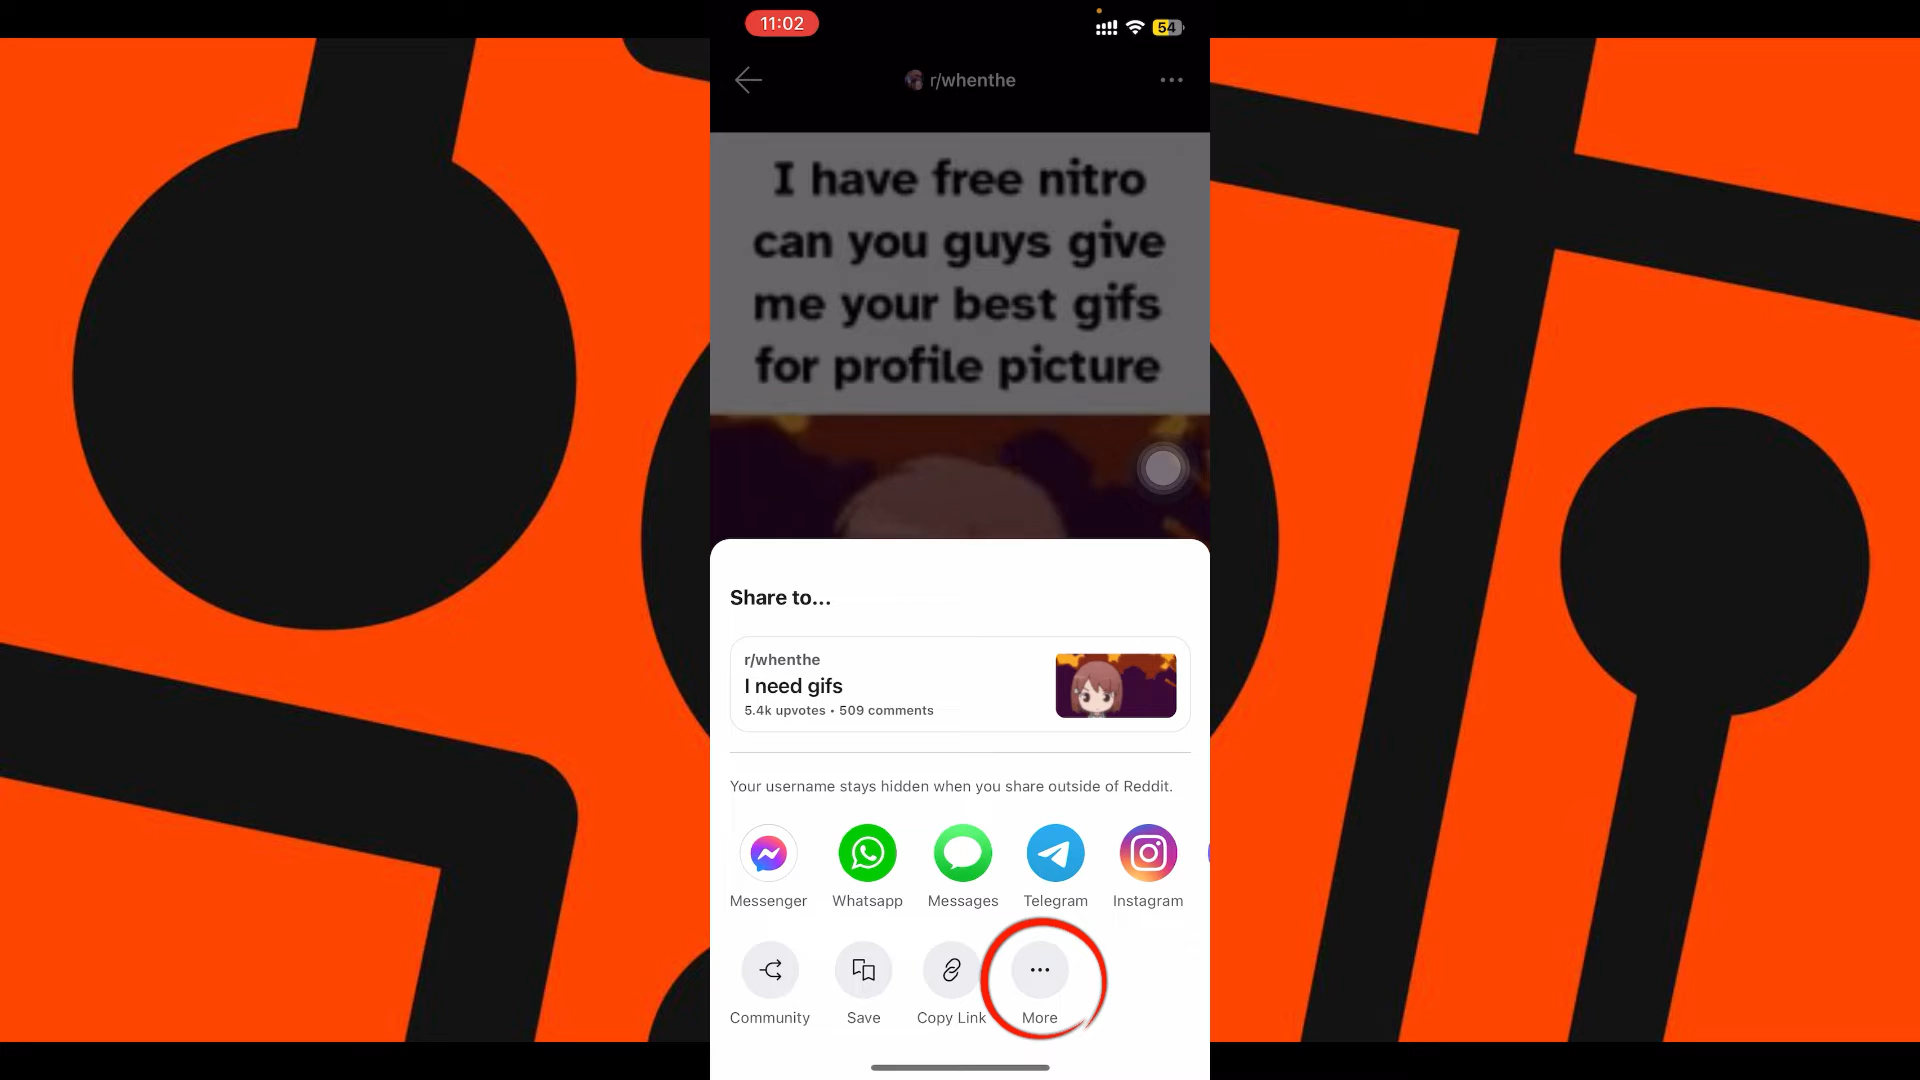 11:02
54
r/whenthe
I have free nitro
can you guys give
me your best gifs
for profile picture
Share to...
r/whenthe
I need gifs
5.4k upvotes • 509 comments
Your username stays hidden when you share outside of Reddit.
Messenger Whatsapp Messages Telegram Instagram
Community Save Copy Link More